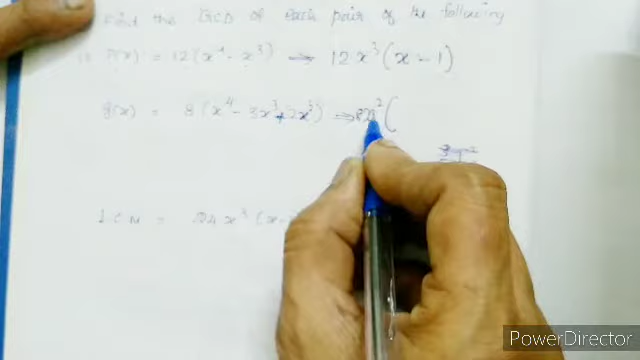 Find the GCD of each pair of the following
f(x) = 12(x⁴ - x³) ⇒ 12x³(x - 1)
g(x) = 8(x⁴ - 3x³ + 2x²) ⇒ 8x²(
LCM = 24x³(x-
PowerDirector